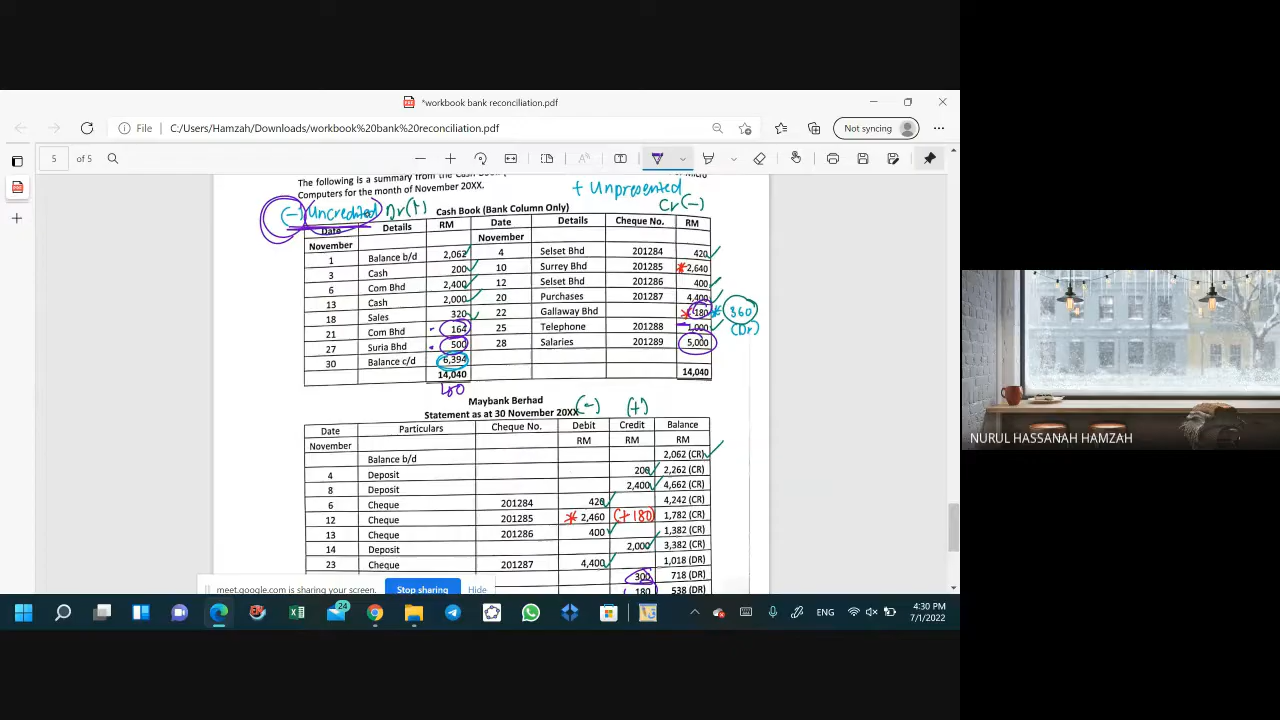 *workbook bank reconciliation.pdf
File C:/Users/Hamzah/Downloads/workbook%20bank%20reconciliation.pdf Not syncing
5 of 5
The following is a summary from the Cash Book
Computers for the month of November 20XX.
+ Unpresented
(-) Uncredited Dr(+) Cash Book (Bank Column Only) Cr(-)
Date Details RM Date Details Cheque No. RM
November November
1 Balance b/d 2,062 4 Selset Bhd 201284 420
3 Cash 200 10 Surrey Bhd 201285 *2,640
6 Com Bhd 2,400 12 Selset Bhd 201286 400
13 Cash 2,000 20 Purchases 201287 4,400
18 Sales 320 22 Gallaway Bhd *180 * 360
21 Com Bhd 164 25 Telephone 201288 1,000 (Dr)
27 Suria Bhd 500 28 Salaries 201289 5,000
30 Balance c/d 6,394
14,040 14,040
Maybank Berhad
Statement as at 30 November 20XX (-) (+)
Date Particulars Cheque No. Debit Credit Balance
November RM RM RM
Balance b/d 2,062 (CR)
4 Deposit 200 2,262 (CR)
8 Deposit 2,400 4,662 (CR)
6 Cheque 201284 420 4,242 (CR)
12 Cheque 201285 * 2,460 (+180) 1,782 (CR)
13 Cheque 201286 400 1,382 (CR)
14 Deposit 2,000 3,382 (CR)
23 Cheque 201287 4,400 1,018 (DR)
300 718 (DR)
180 538 (DR)
meet.google.com is sharing your screen. Stop sharing Hide
24
ENG
4:30 PM
7/1/2022
NURUL HASSANAH HAMZAH